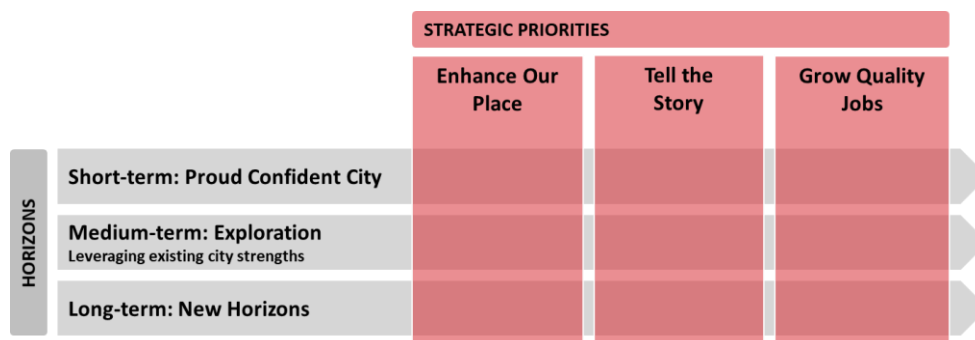 STRATEGIC PRIORITIES
Enhance Our
Place
Tell the
Story
Grow Quality
Jobs
HORIZONS
Short-term: Proud Confident City
Medium-term: Exploration
Leveraging existing city strengths
Long-term: New Horizons